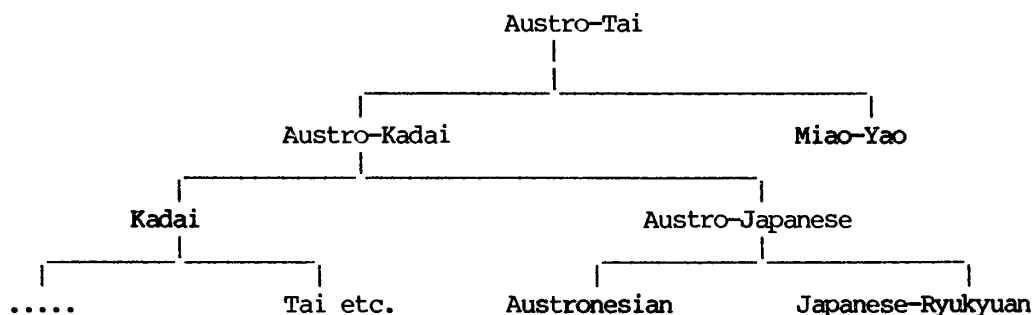 Austro-Tai
Austro-Kadai Miao-Yao
Kadai Austro-Japanese
..... Tai etc. Austronesian Japanese-Ryukyuan